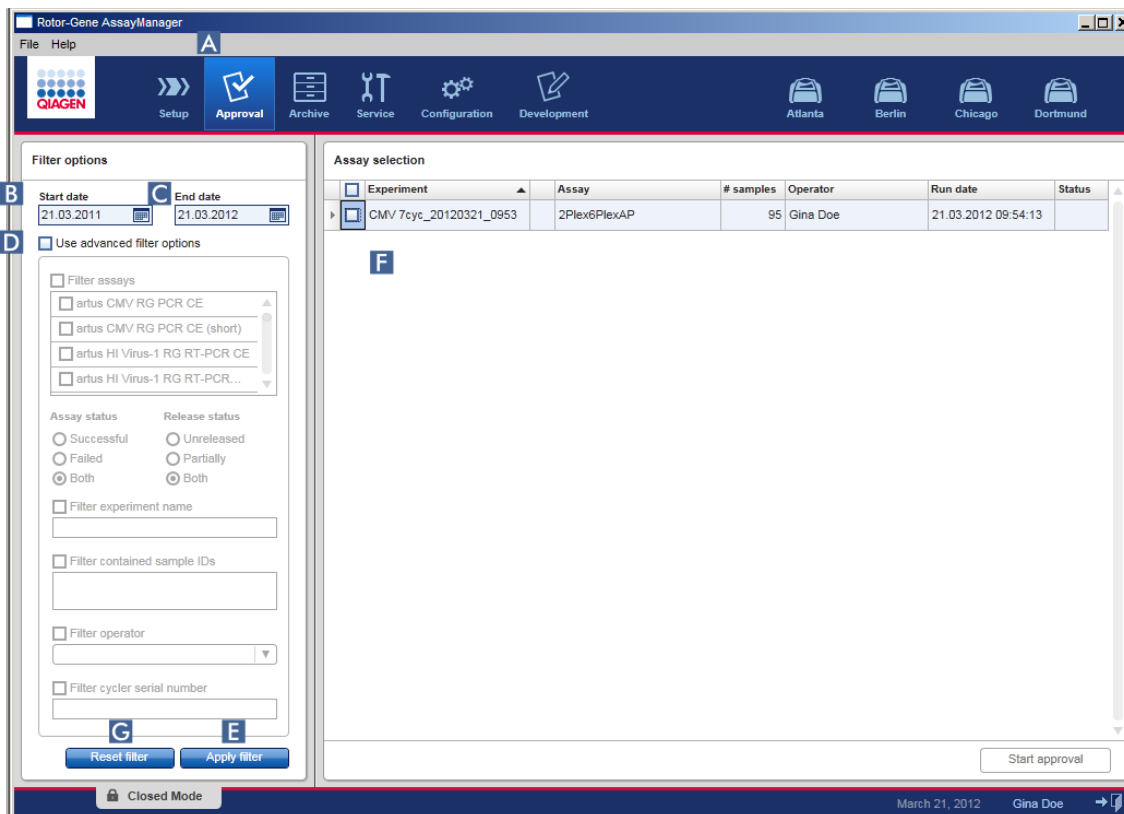 Rotor-Gene AssayManager
File Help
A
QIAGEN
Setup Approval Archive Service Configuration Development Atlanta Berlin Chicago Dortmund
Filter options
B Start date C End date
21.03.2011 21.03.2012
D Use advanced filter options
Filter assays
artus CMV RG PCR CE
artus CMV RG PCR CE (short)
artus HI Virus-1 RG RT-PCR CE
artus HI Virus-1 RG RT-PCR...
Assay status Release status
Successful Unreleased
Failed Partially
Both Both
Filter experiment name
Filter contained sample IDs
Filter operator
Filter cycler serial number
G E
Reset filter Apply filter
Assay selection
Experiment Assay # samples Operator Run date Status
CMV 7cyc_20120321_0953 2Plex6PlexAP 95 Gina Doe 21.03.2012 09:54:13
F
Start approval
Closed Mode
March 21, 2012 Gina Doe